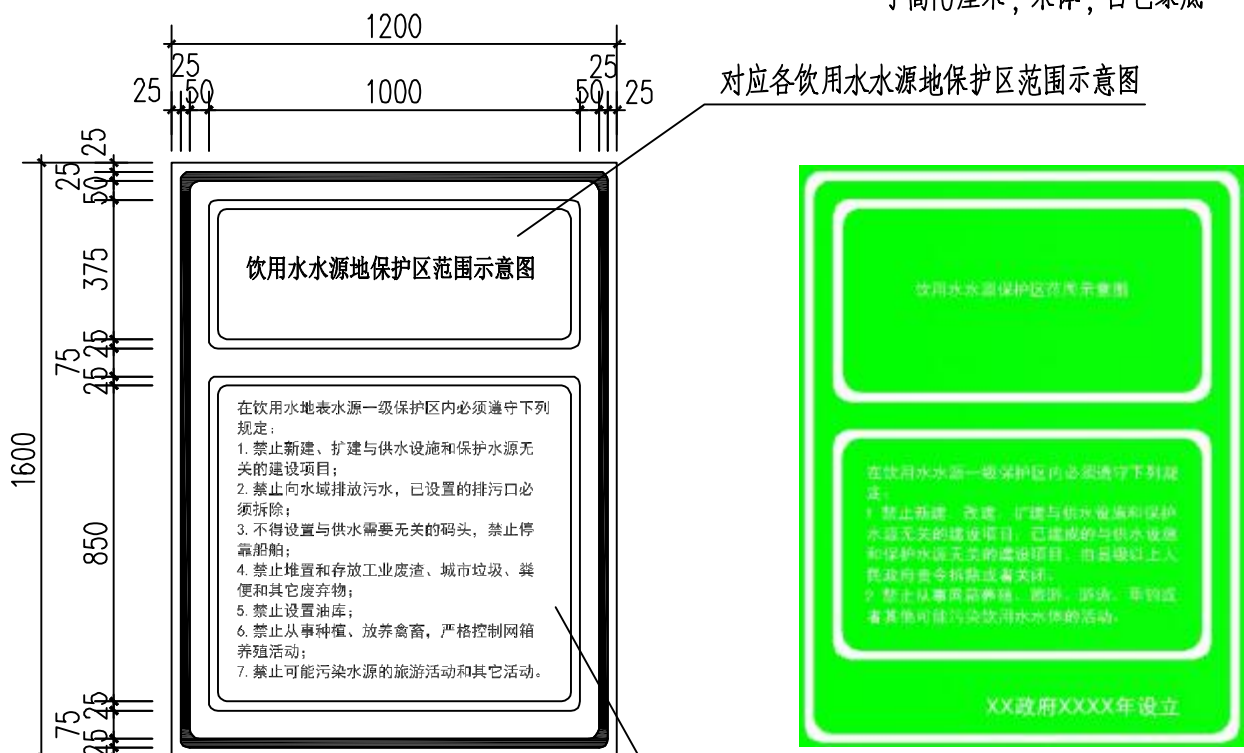 字高10厘米，宋体，白色绿底
1200
25
25
25
50
1000
50
25
对应各饮用水水源地保护区范围示意图
25
25
50
375
25
75
25
1600
850
25
75
25
饮用水水源地保护区范围示意图
在饮用水地表水源一级保护区内必须遵守下列
规定：
1. 禁止新建、扩建与供水设施和保护水源无
关的建设项目；
2. 禁止向水域排放污水，已设置的排污口必
须拆除；
3. 不得设置与供水需要无关的码头，禁止停
靠船舶；
4. 禁止堆置和存放工业废渣、城市垃圾、粪
便和其它废弃物；
5. 禁止设置油库；
6. 禁止从事种植、放养禽畜，严格控制网箱
养殖活动；
7. 禁止可能污染水源的旅游活动和其它活动。
饮用水水源保护区范围示意图
在饮用水水源一级保护区内必须遵守下列规
定：
1 禁止新建、改建、扩建与供水设施和保护
水源无关的建设项目；已建成的与供水设施
和保护水源无关的建设项目，由县级以上人
民政府责令拆除或者关闭。
2 禁止从事网箱养殖、旅游、游泳、垂钓或
者其他可能污染饮用水水体的活动。
XX政府XXXX年设立